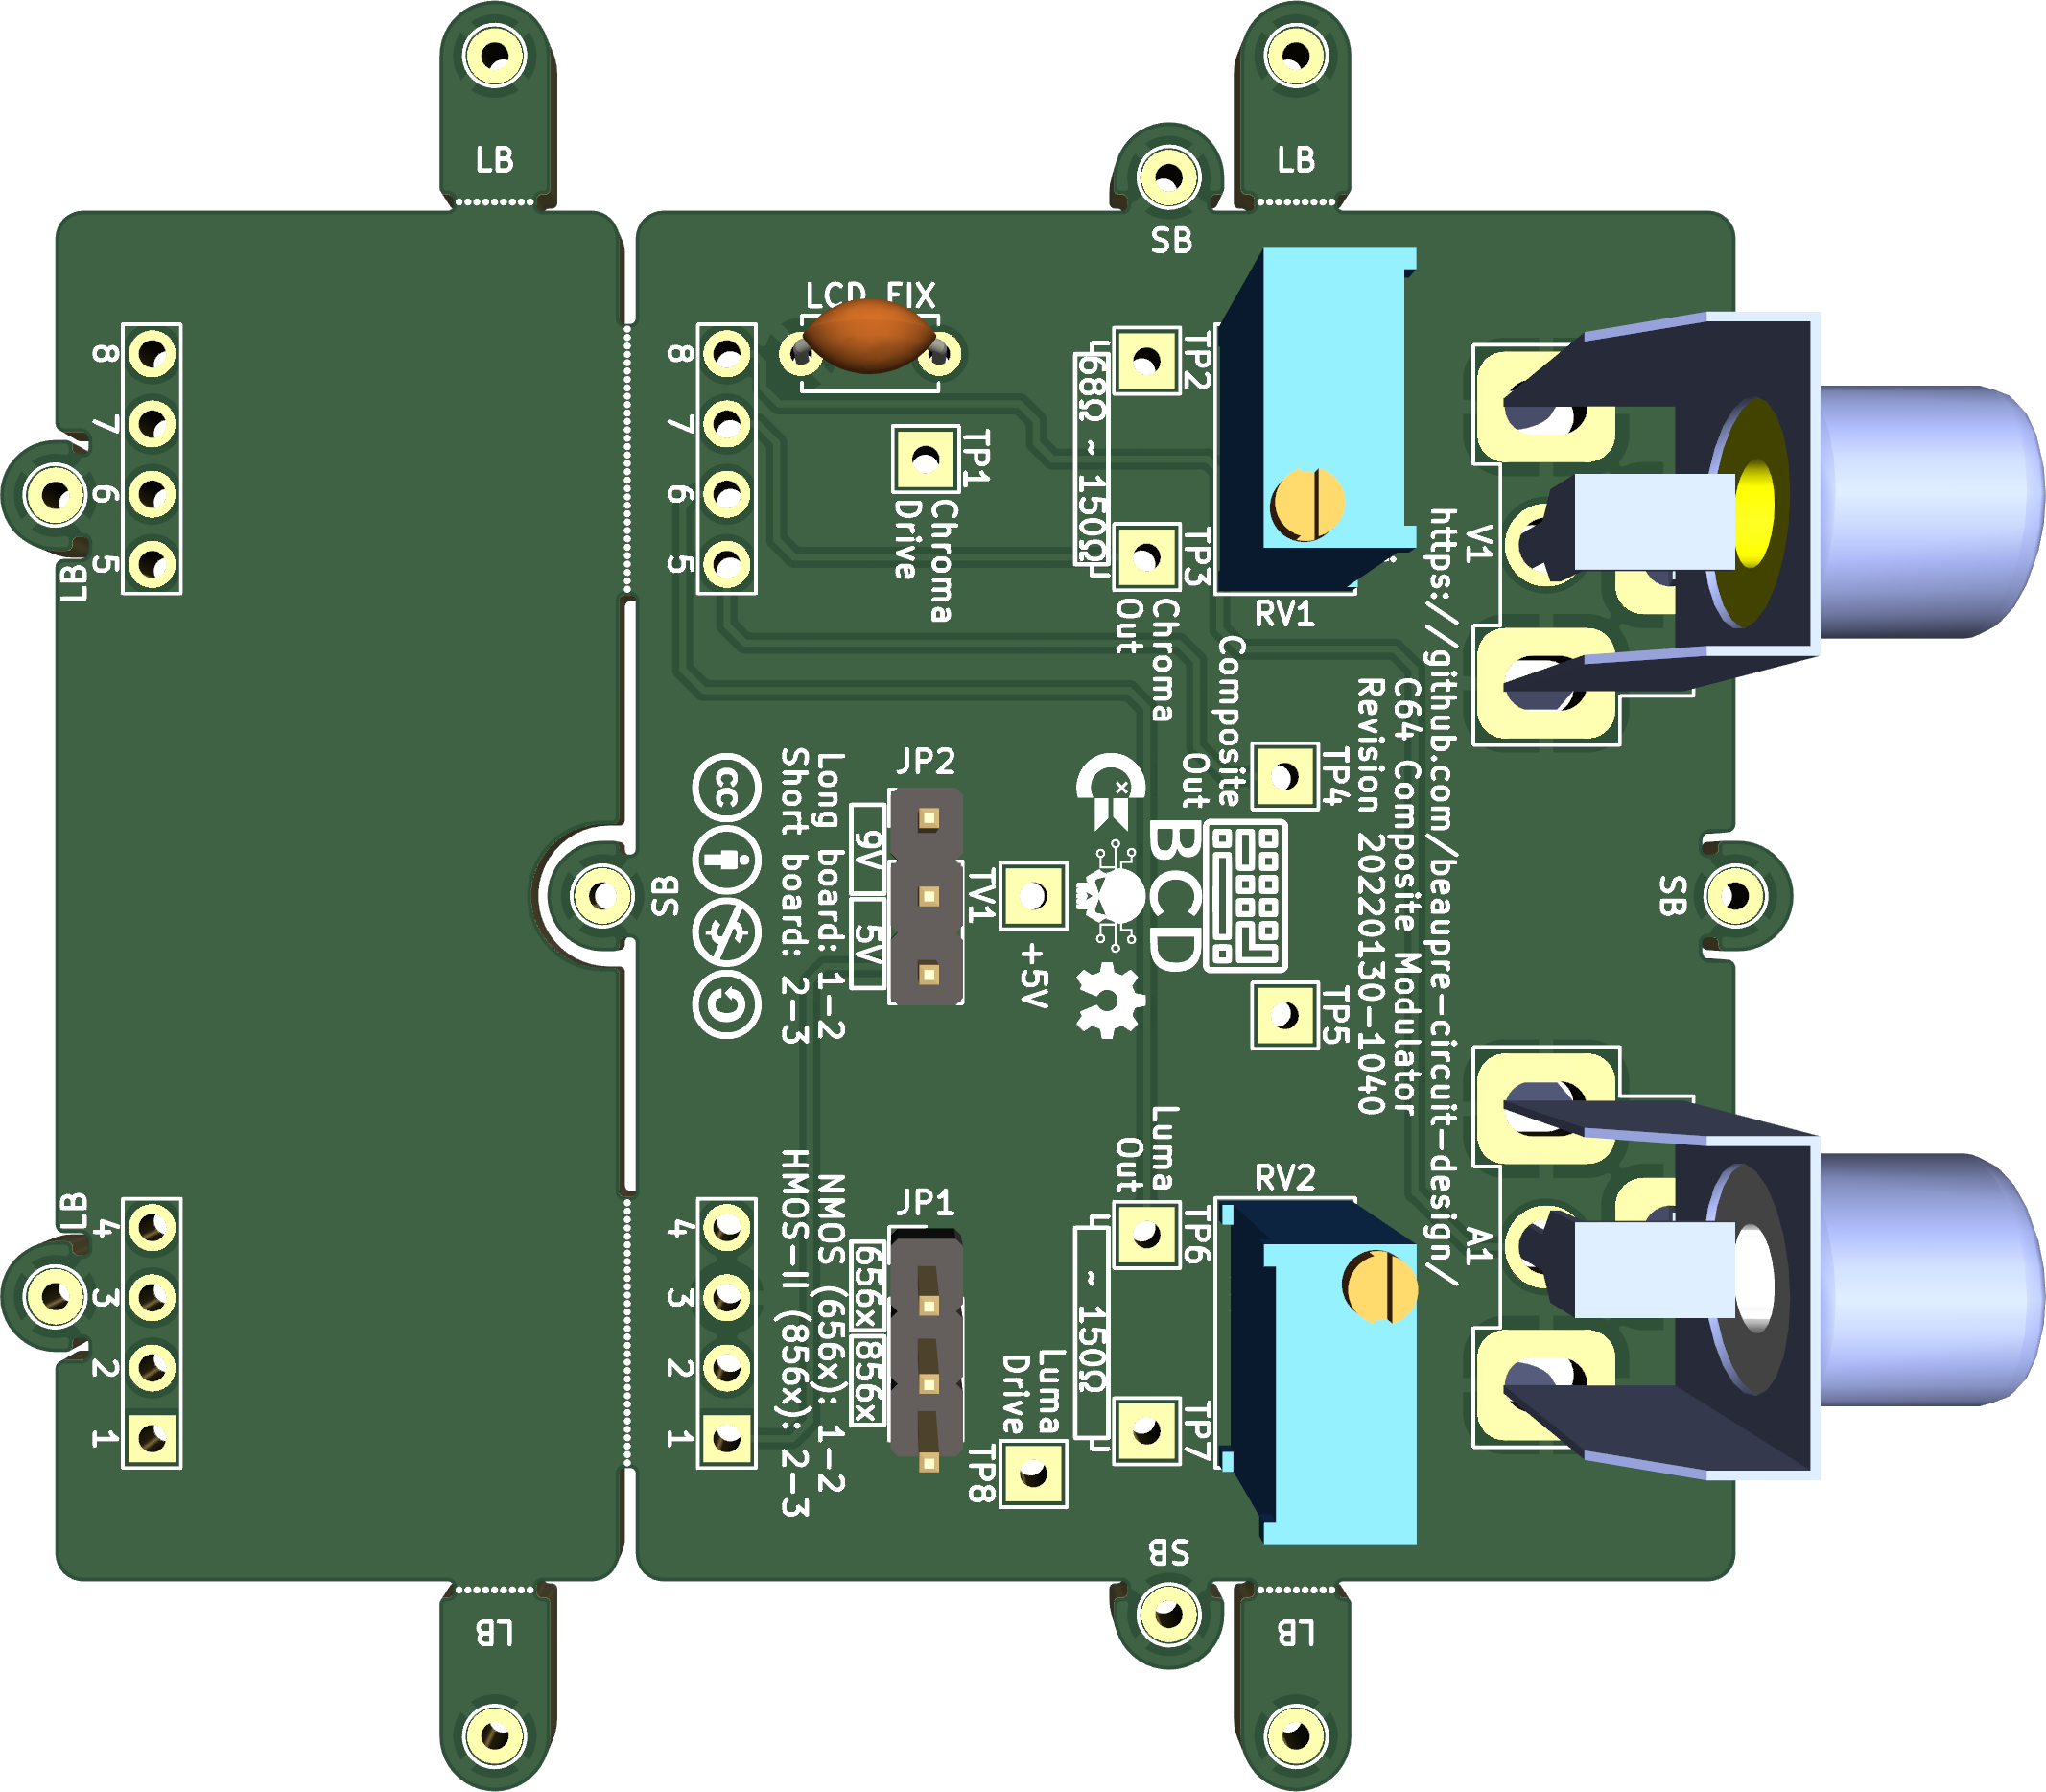 LB
LB
SB
LCD FIX
8
7
6
5
LB
8
7
6
5
TP1
Chroma
Drive
68Ω ~ 150Ω
TP2
TP3
Chroma
Out
RV1
V1
https://github.com/beaupre-circuit-design/
C64 Composite Modulator
Revision 20220130-1040
Composite
Out
TP4
JP2
Long board: 1-2
Short board: 2-3
9V
5V
TV1
+5V
cc
BCD
TP5
SB
SB
LB
4
3
2
1
4
3
2
1
JP1
NMOS (656x): 1-2
HMOS-II (856x): 2-3
656x
856x
Luma
Out
TP6
~ 150Ω
TP7
Luma
Drive
TP8
RV2
A1
SB
LB
LB